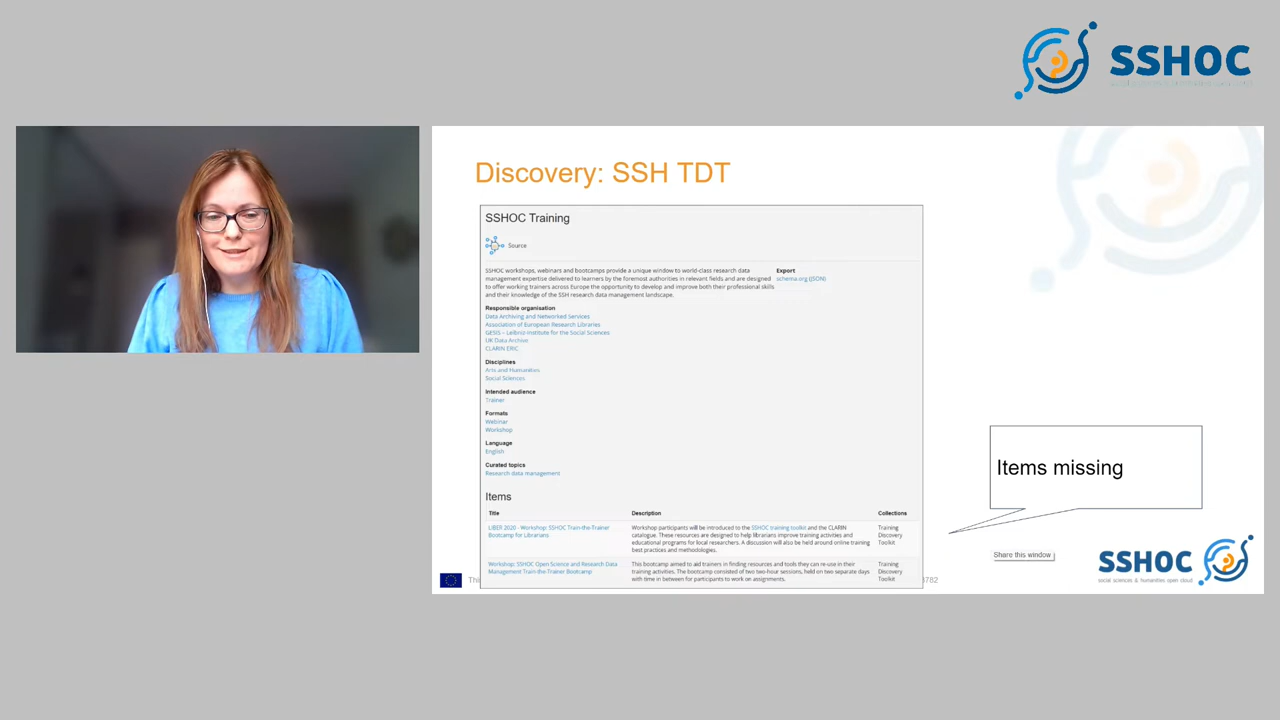 SSHOC
Discovery: SSH TDT
SSHOC Training
Source
SSHOC workshops, webinars and bootcamps provide a unique window to world-class research data
management expertise delivered to learners by the foremost authorities in relevant fields and are designed
to offer working trainers across Europe the opportunity to develop and improve both their professional skills
and their knowledge of the SSH research data management landscape.
Export
schema.org (JSON)
Responsible organisation
Data Archiving and Networked Services
Association of European Research Libraries
GESIS – Leibniz-Institute for the Social Sciences
UK Data Archive
CLARIN ERIC
Disciplines
Arts and Humanities
Social Sciences
Intended audience
Trainer
Formats
Webinar
Workshop
Language
English
Curated topics
Research data management
Items
Title Description Collections
LIBER 2020 - Workshop: SSHOC Train-the-Trainer
Bootcamp for Librarians
Workshop participants will be introduced to the SSHOC training toolkit and the CLARIN
catalogue. These resources are designed to help librarians improve training activities and
educational programs for local researchers. A discussion will also be held around online training
best practices and methodologies.
Training
Discovery
Toolkit
Workshop: SSHOC Open Science and Research Data
Management Train-the-Trainer Bootcamp
This bootcamp aimed to aid trainers in finding resources and tools they can re-use in their
training activities. The bootcamp consisted of two two-hour sessions, held on two separate days
with time in between for participants to work on assignments.
Training
Discovery
Toolkit
Items missing
Share this window
SSHOC
social sciences & humanities open cloud